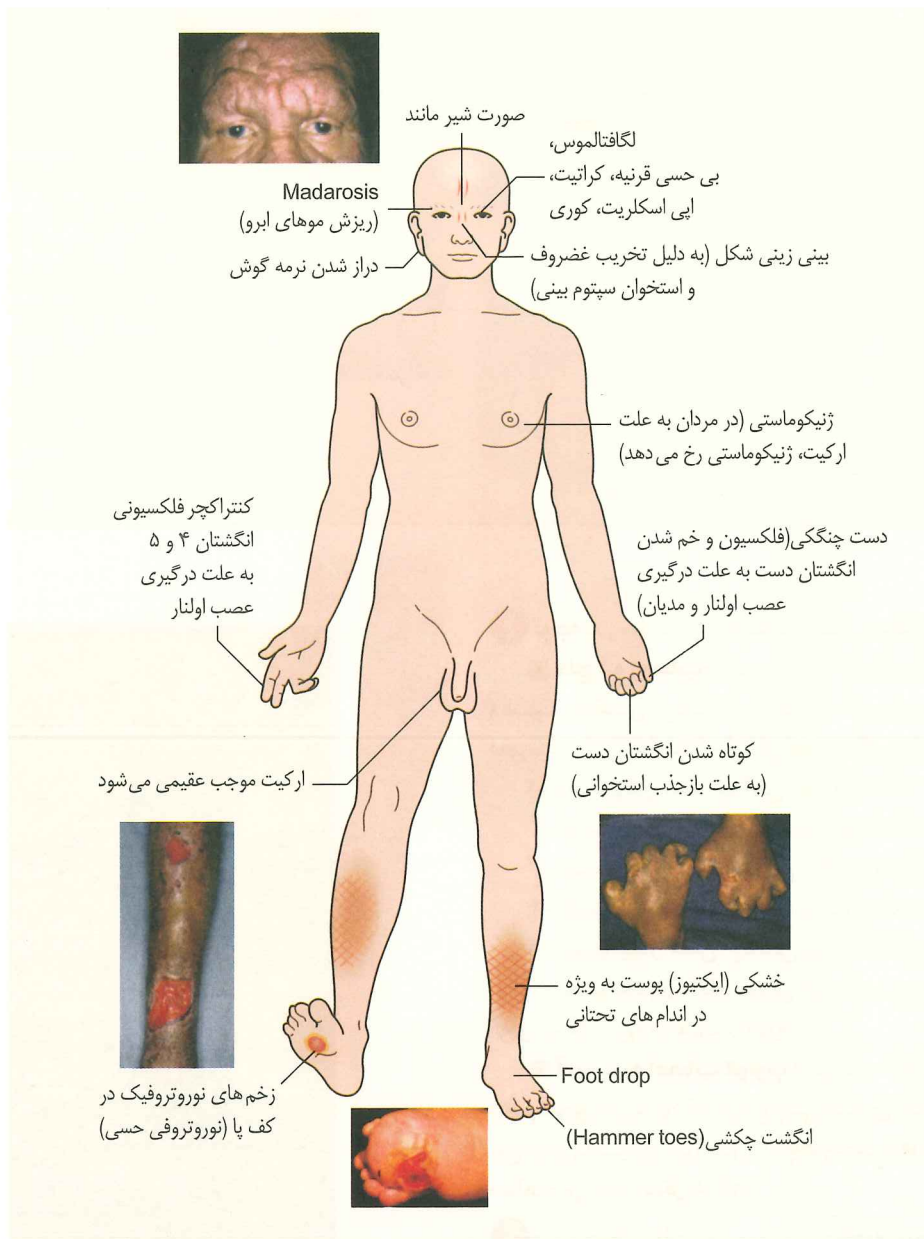 صورت شیر مانند
لگافتالموس،
بی حسی قرنیه، کراتیت،
اپی اسکلریت، کوری
Madarosis
(ریزش موهای ابرو)
بینی زینی شکل (به دلیل تخریب غضروف
و استخوان سپتوم بینی)
دراز شدن نرمه گوش
ژنیکوماستی (در مردان به علت
ارکیت، ژنیکوماستی رخ می دهد)
کنتراکچر فلکسیونی
انگشتان ۴ و ۵
به علت درگیری
عصب اولنار
دست چنگکی(فلکسیون و خم شدن
انگشتان دست به علت درگیری
عصب اولنار و مدیان)
کوتاه شدن انگشتان دست
(به علت بازجذب استخوانی)
ارکیت موجب عقیمی می‌شود
خشکی (ایکتیوز) پوست به ویژه
در اندام های تحتانی
Foot drop
زخم های نوروتروفیک در
کف پا (نوروتروفی حسی)
انگشت چکشی(Hammer toes)